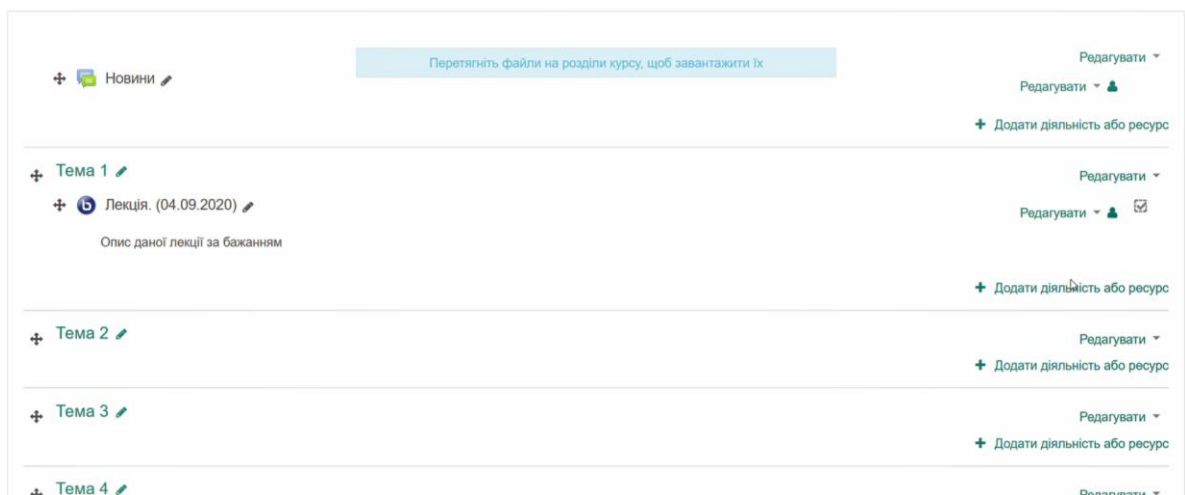 Перетягніть файли на розділи курсу, щоб завантажити їх
Редагувати
Новини
Редагувати
Додати діяльність або ресурс
Тема 1
Редагувати
Лекція. (04.09.2020)
Редагувати
Опис даної лекції за бажанням
Додати діяльність або ресурс
Тема 2
Редагувати
Додати діяльність або ресурс
Тема 3
Редагувати
Додати діяльність або ресурс
Тема 4
Редагувати